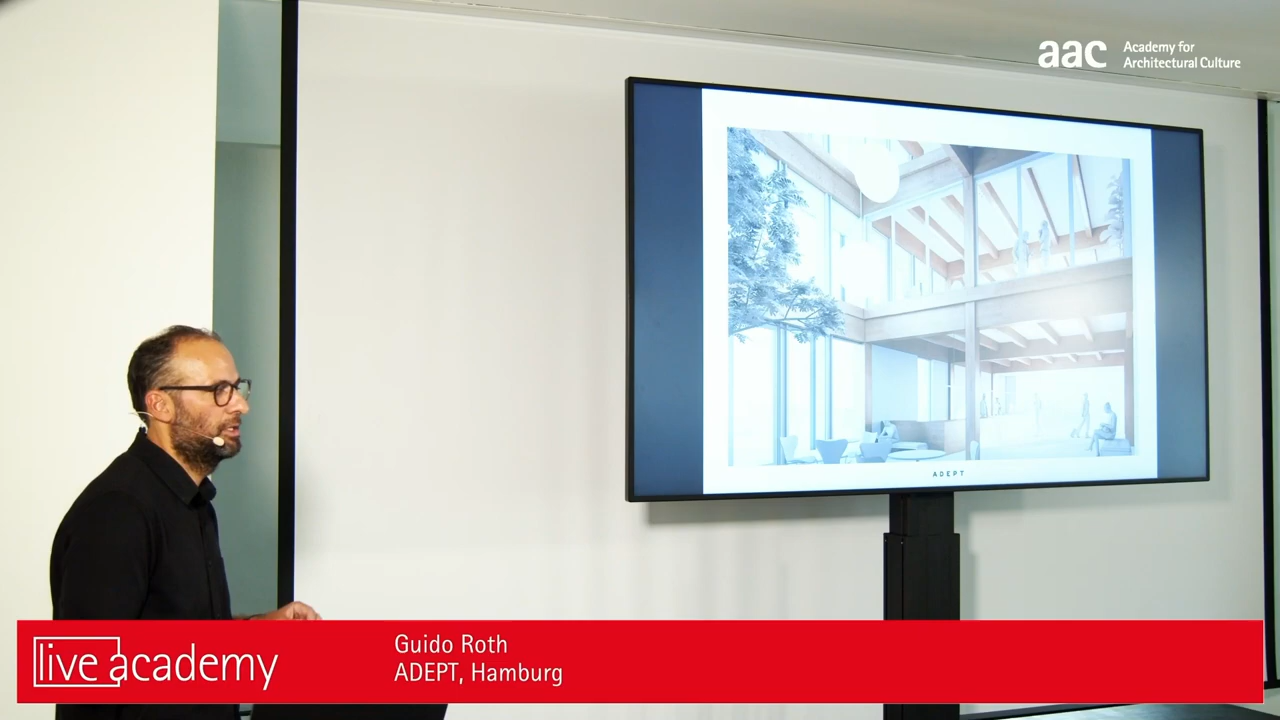 aac
Academy for
Architectural Culture
ADEPT
live academy
Guido Roth
ADEPT, Hamburg